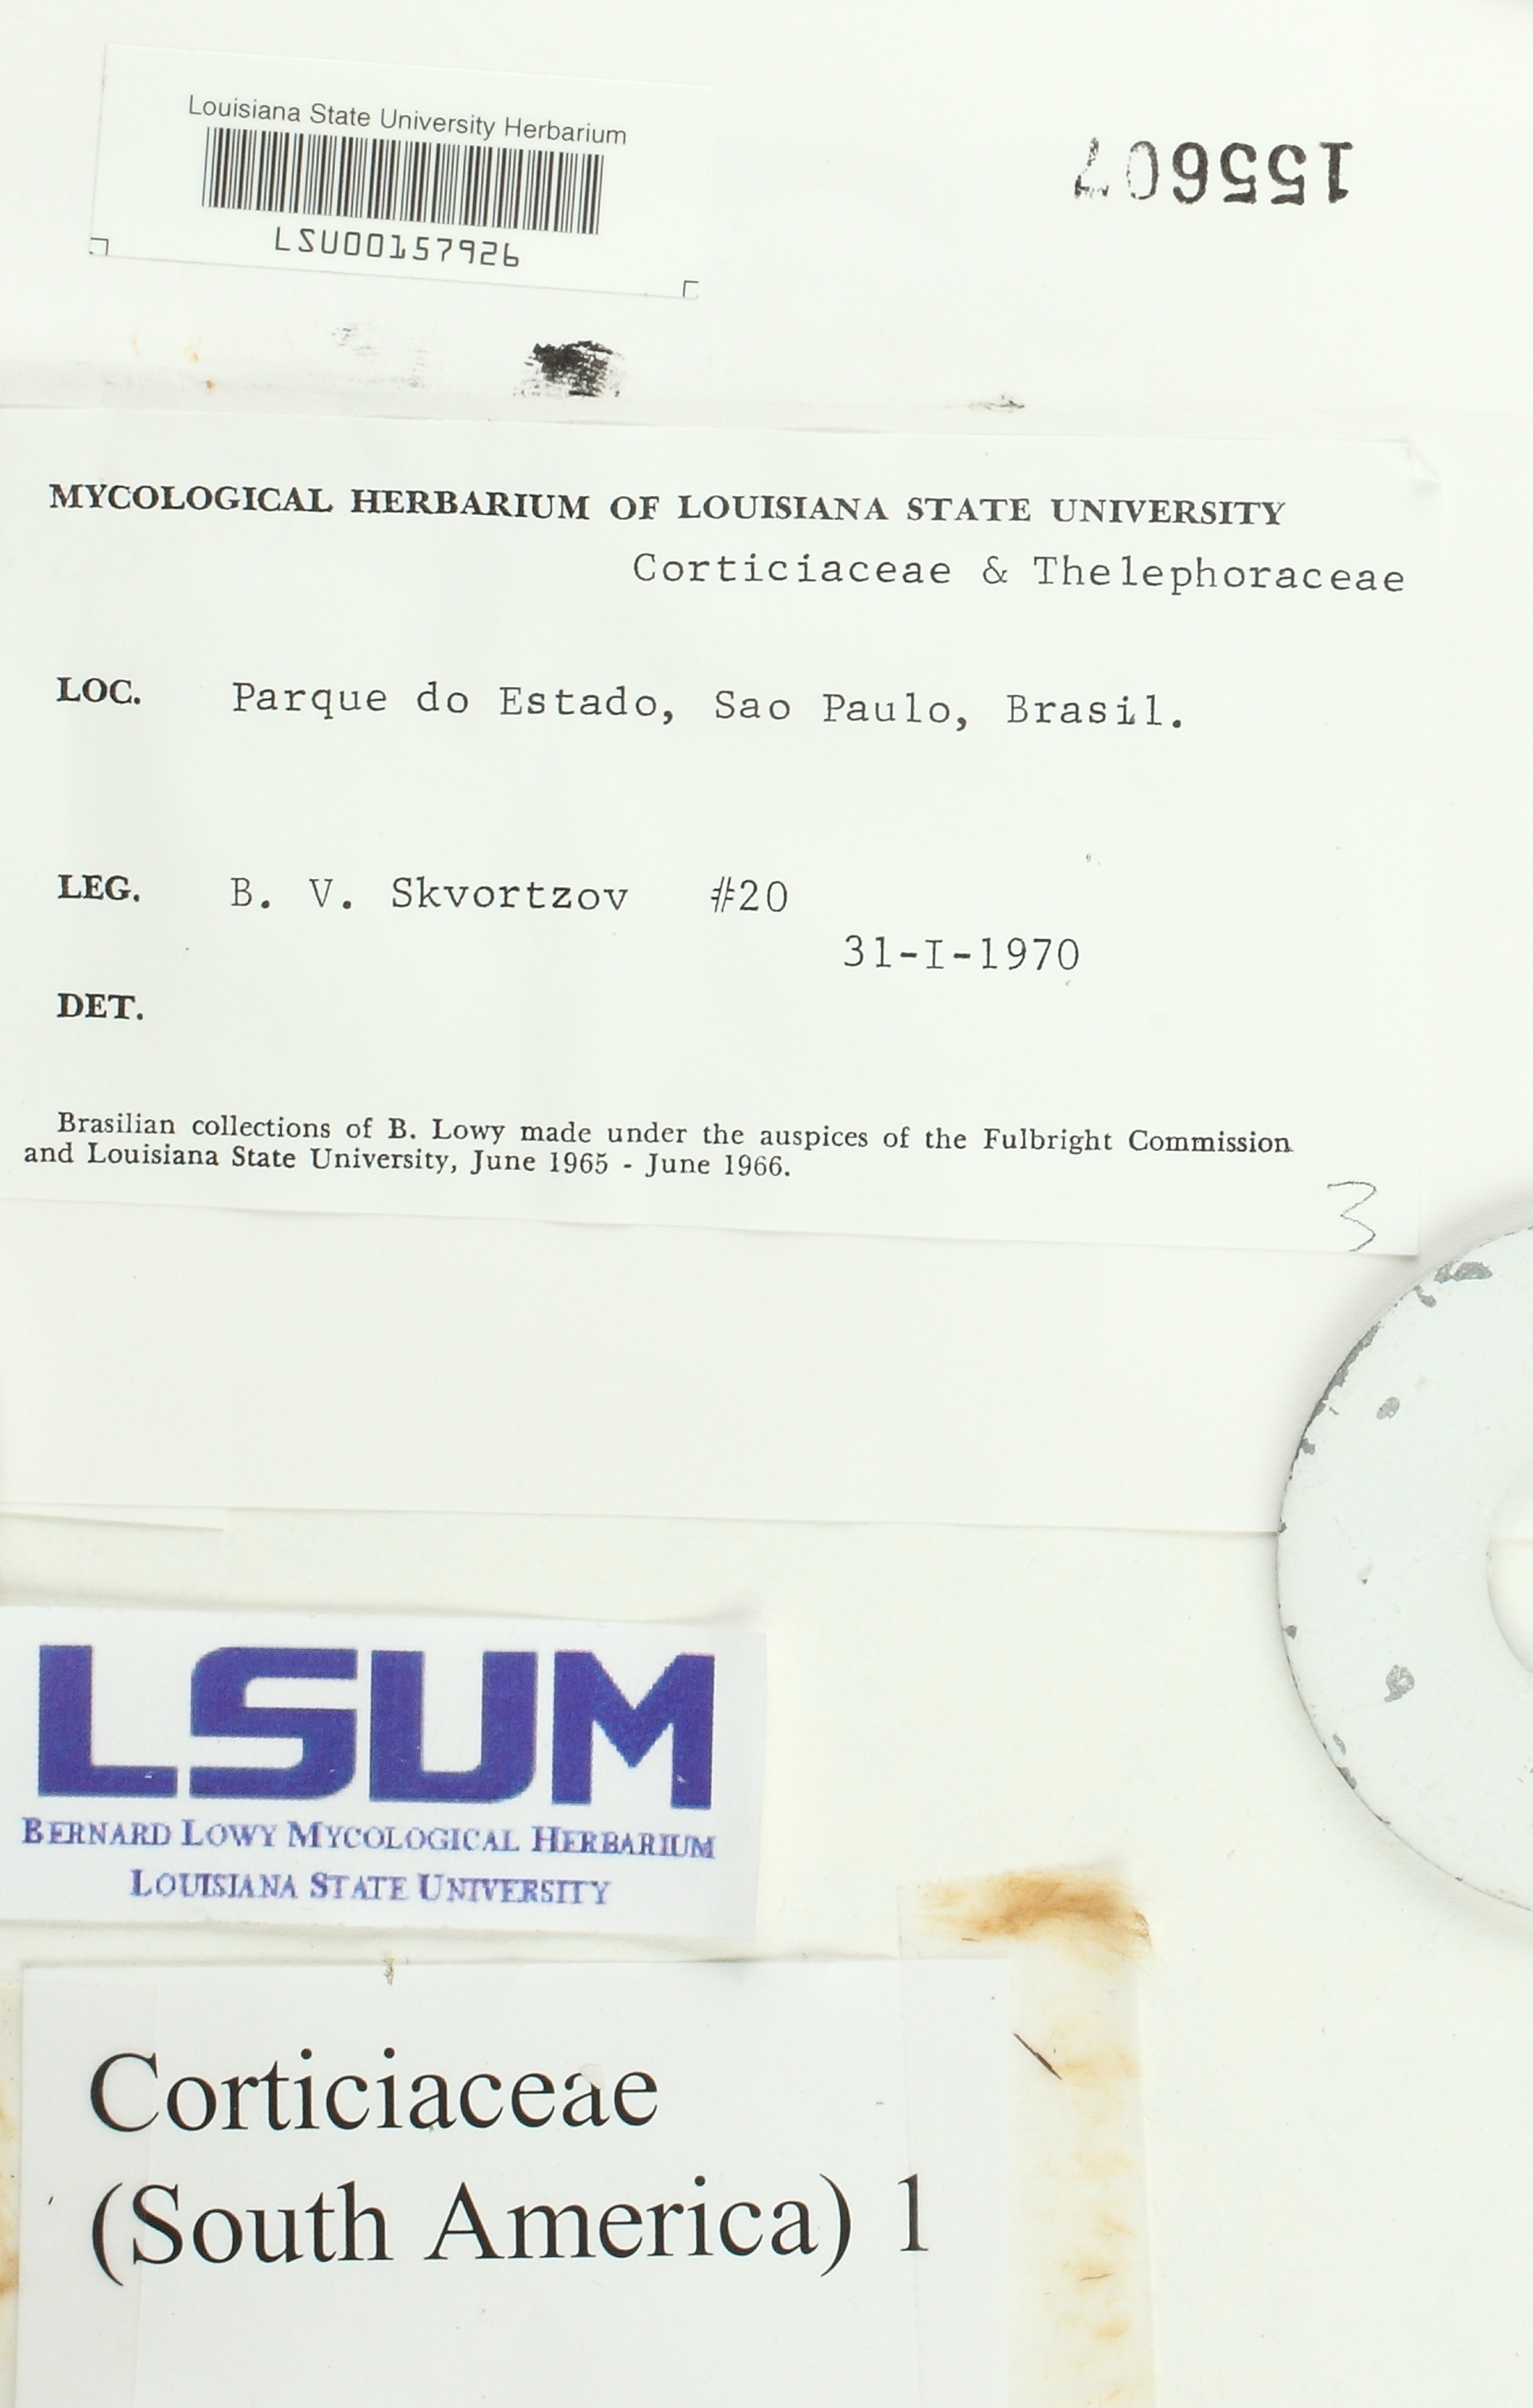 Louisiana State University Herbarium
LSU00157926
155607
MYCOLOGICAL HERBARIUM OF LOUISIANA STATE UNIVERSITY
Corticiaceae & Thelephoraceae
LOC. Parque do Estado, Sao Paulo, Brasil.
LEG. B. V. Skvortzov #20
31-I-1970
DET.
Brasilian collections of B. Lowy made under the auspices of the Fulbright Commission
and Louisiana State University, June 1965 - June 1966.
3
LSUM
BERNARD LOWY MYCOLOGICAL HERBARIUM
LOUISIANA STATE UNIVERSITY
Corticiaceae
(South America) 1